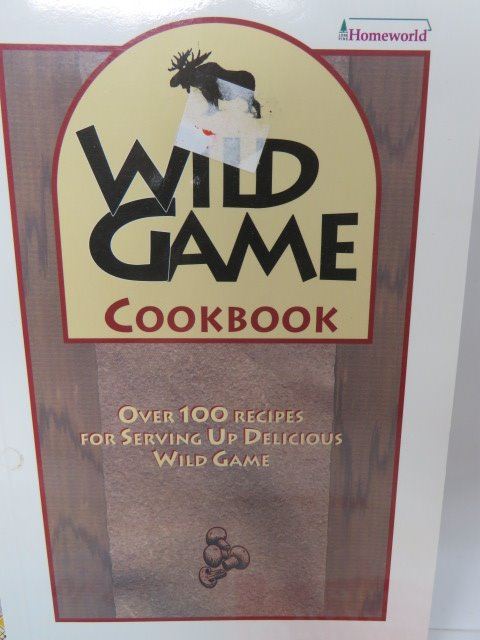 Homeworld
WILD
GAME
COOKBOOK
OVER 100 RECIPES
FOR SERVING UP DELICIOUS
WILD GAME